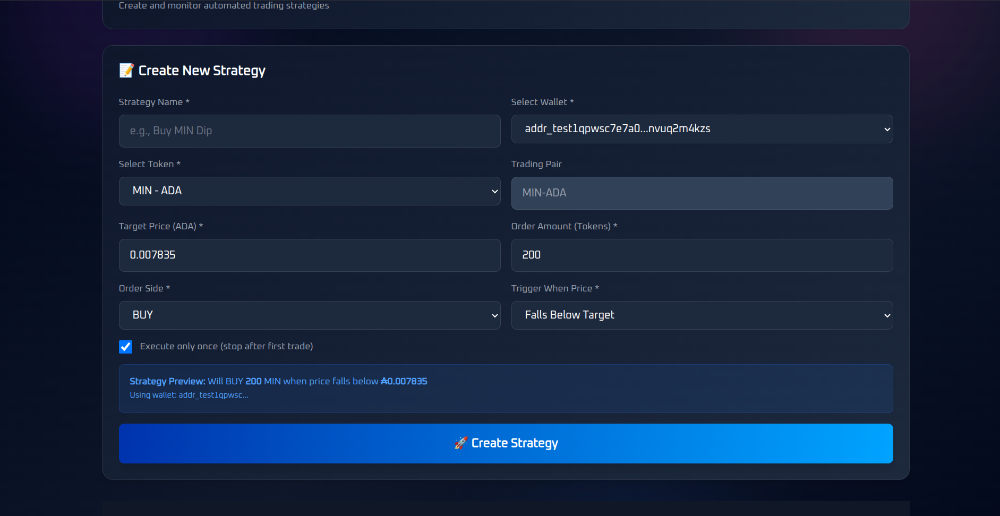 Create and monitor automated trading strategies
📝 Create New Strategy
Strategy Name *
Select Wallet *
e.g., Buy MIN Dip
addr_test1qpwsc7e7a0...nvuq2m4kzs
Select Token *
Trading Pair
MIN - ADA
MIN-ADA
Target Price (ADA) *
Order Amount (Tokens) *
0.007835
200
Order Side *
Trigger When Price *
BUY
Falls Below Target
Execute only once (stop after first trade)
Strategy Preview: Will BUY 200 MIN when price falls below ₳0.007835
Using wallet: addr_test1qpwsc...
🚀 Create Strategy